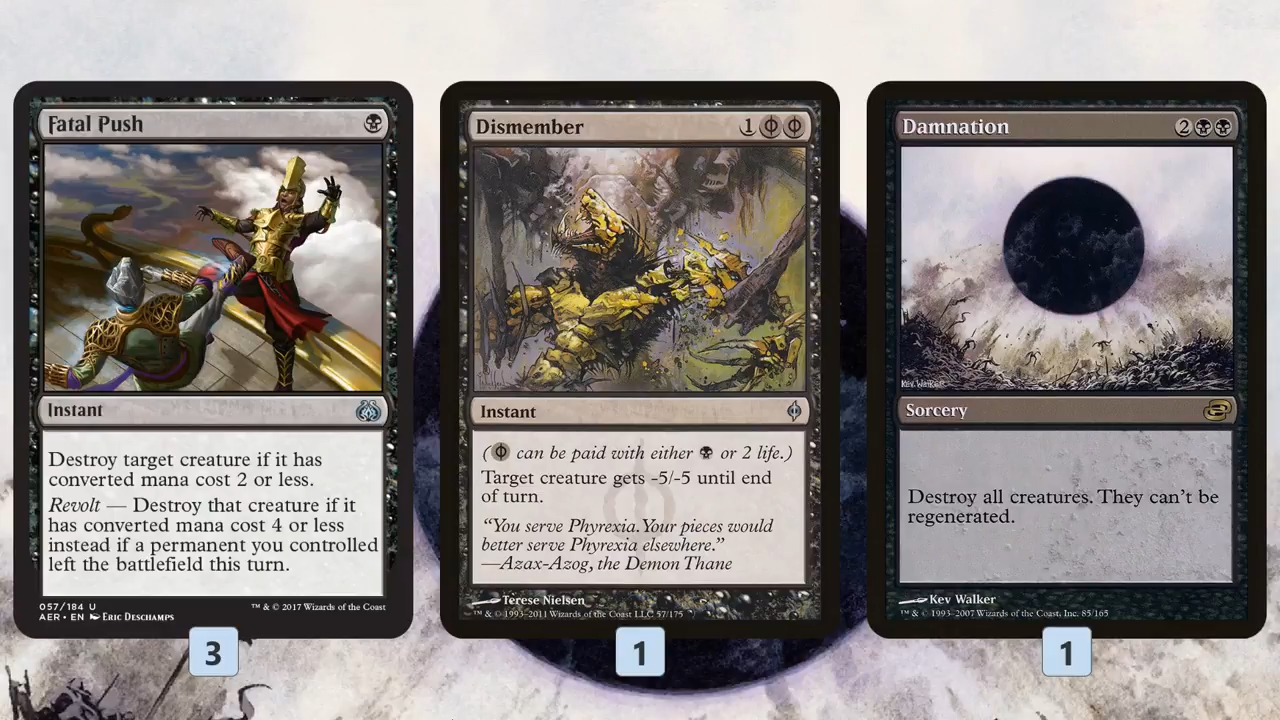 Fatal Push
Instant
Destroy target creature if it has
converted mana cost 2 or less.
Revolt — Destroy that creature if it
has converted mana cost 4 or less
instead if a permanent you controlled
left the battlefield this turn.
057/184 U
AER • EN Eric Deschamps
™ & © 2017 Wizards of the Coast
3
Dismember 1
Instant
( can be paid with either or 2 life.)
Target creature gets -5/-5 until end
of turn.
“You serve Phyrexia. Your pieces would
better serve Phyrexia elsewhere.”
—Azax-Azog, the Demon Thane
Terese Nielsen
™ & © 1993–2011 Wizards of the Coast LLC 57/175
1
Damnation 2
Kev Walker
Sorcery
Destroy all creatures. They can’t be
regenerated.
Kev Walker
™ & © 1993–2007 Wizards of the Coast, Inc. 85/165
1